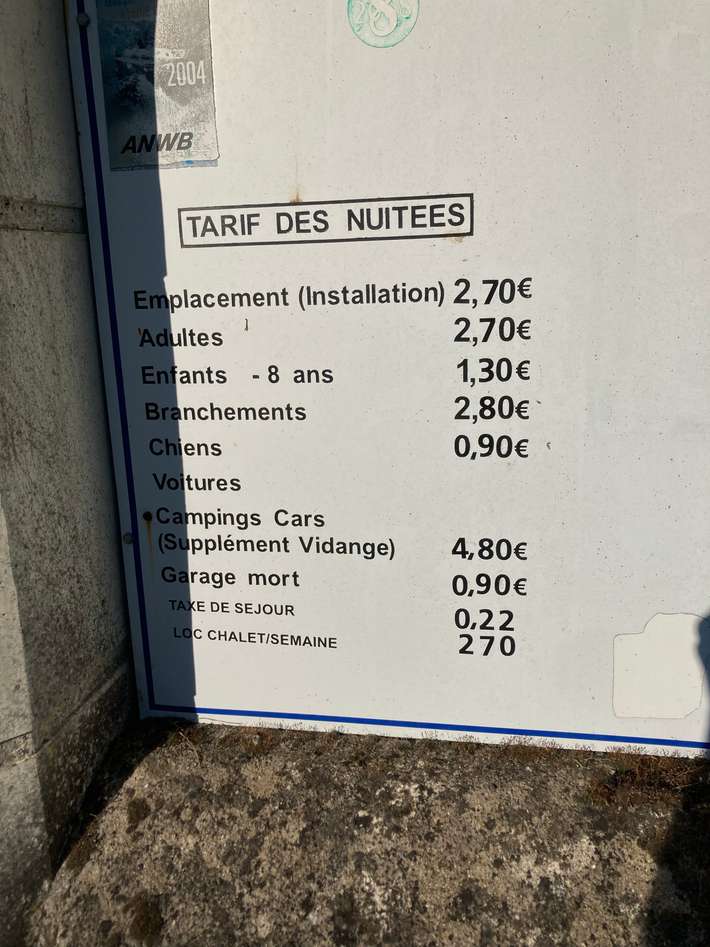 2004
ANWB
TARIF DES NUITEES
Emplacement (Installation) 2,70€
Adultes 2,70€
Enfants - 8 ans 1,30€
Branchements 2,80€
Chiens 0,90€
Voitures
Campings Cars
(Supplément Vidange) 4,80€
Garage mort 0,90€
TAXE DE SEJOUR 0,22
LOC CHALET/SEMAINE 270